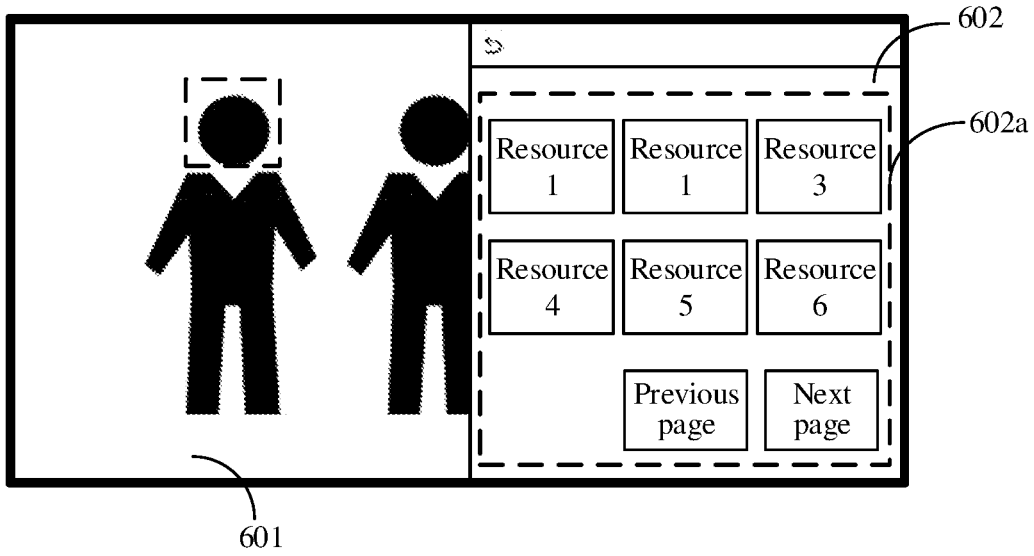 602
602a
Resource
1
Resource
1
Resource
3
Resource
4
Resource
5
Resource
6
Previous
page
Next
page
601